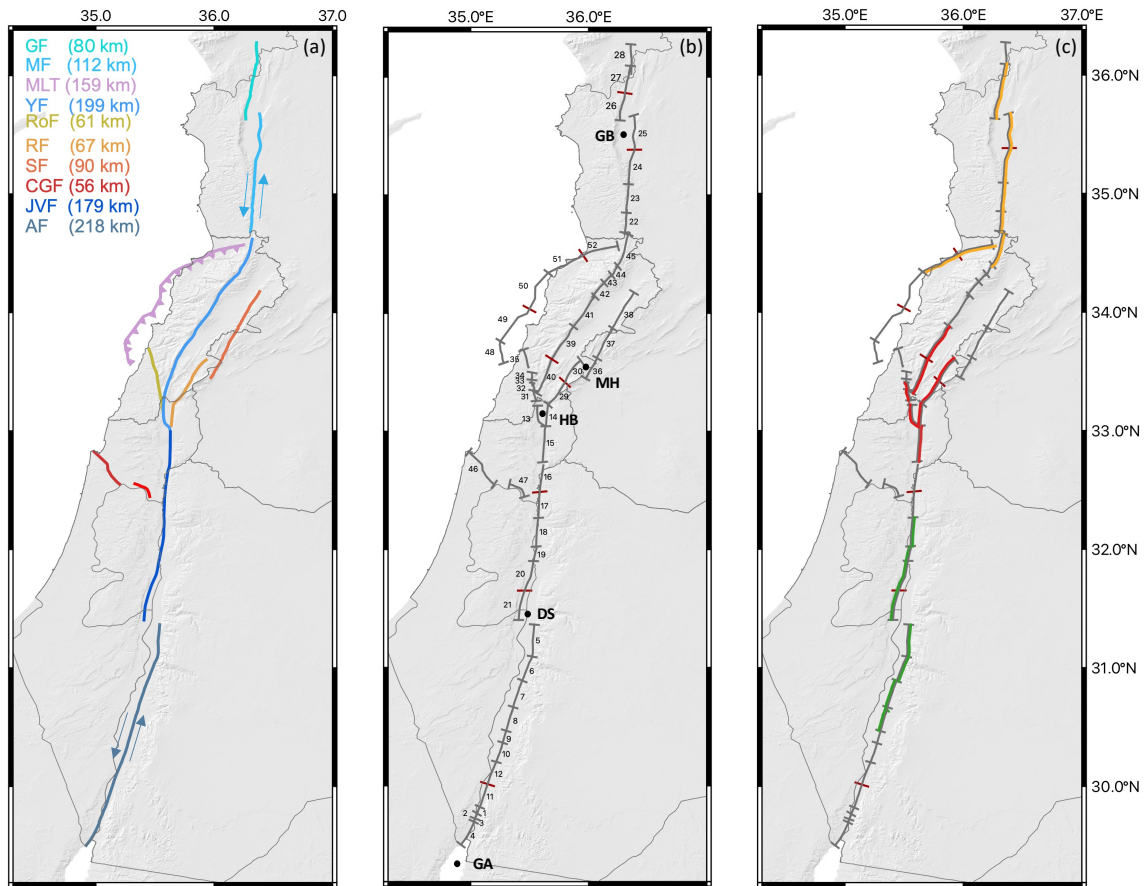 35.0 36.0 37.0
(a)
GF (80 km)
MF (112 km)
MLT (159 km)
YF (199 km)
RoF (61 km)
RF (67 km)
SF (90 km)
CGF (56 km)
JVF (179 km)
AF (218 km)
35.0°E 36.0°E
(b)
28
27
26
GB
25
24
23
22
52
51
45
44
43
50
42
49
41
38
48
35
39
37
34
33
40
30
36
32
MH
31
29
13
14
HB
15
46
47
16
17
18
19
20
21
DS
5
6
7
8
9
10
12
11
2
1
3
4
GA
35.0°E 36.0°E 37.0°E
(c)
36.0°N
35.0°N
34.0°N
33.0°N
32.0°N
31.0°N
30.0°N